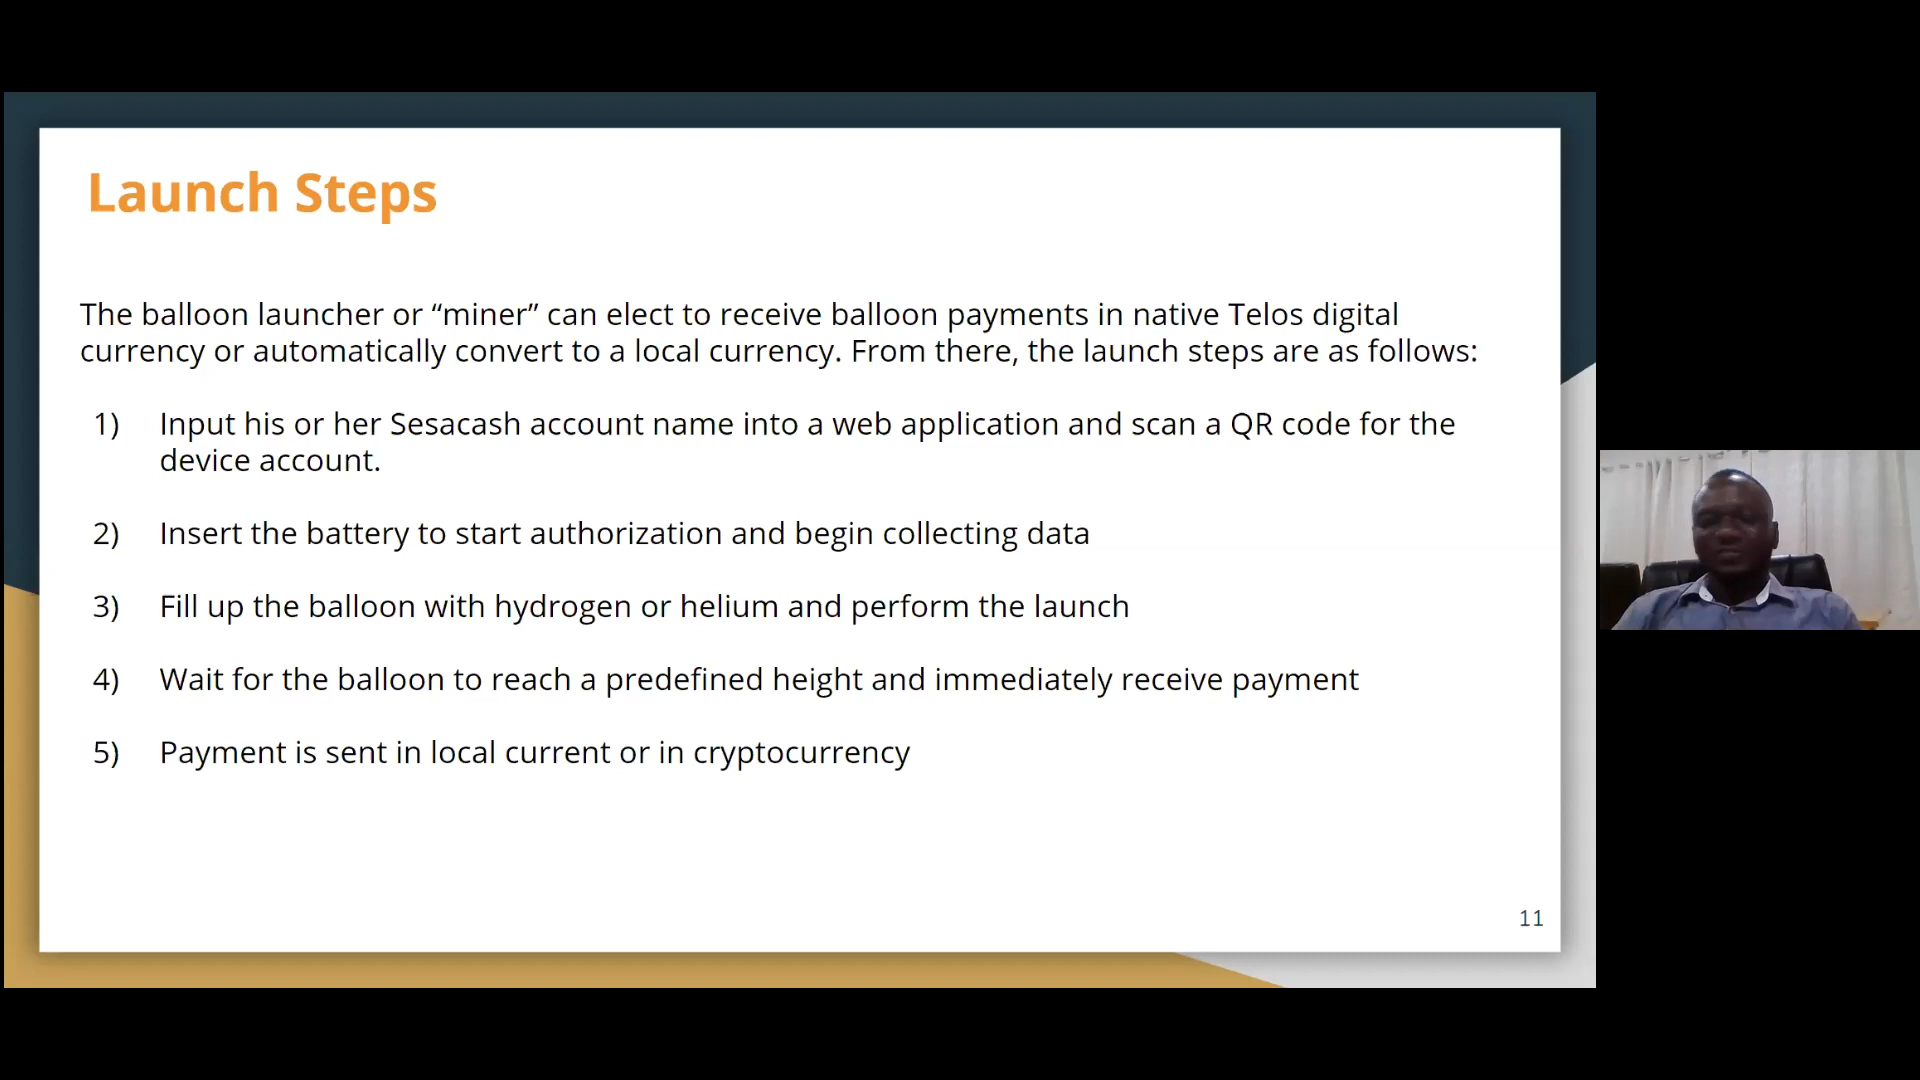 Launch Steps
The balloon launcher or “miner” can elect to receive balloon payments in native Telos digital
currency or automatically convert to a local currency. From there, the launch steps are as follows:
1) Input his or her Sesacash account name into a web application and scan a QR code for the
device account.
2) Insert the battery to start authorization and begin collecting data
3) Fill up the balloon with hydrogen or helium and perform the launch
4) Wait for the balloon to reach a predefined height and immediately receive payment
5) Payment is sent in local current or in cryptocurrency
11